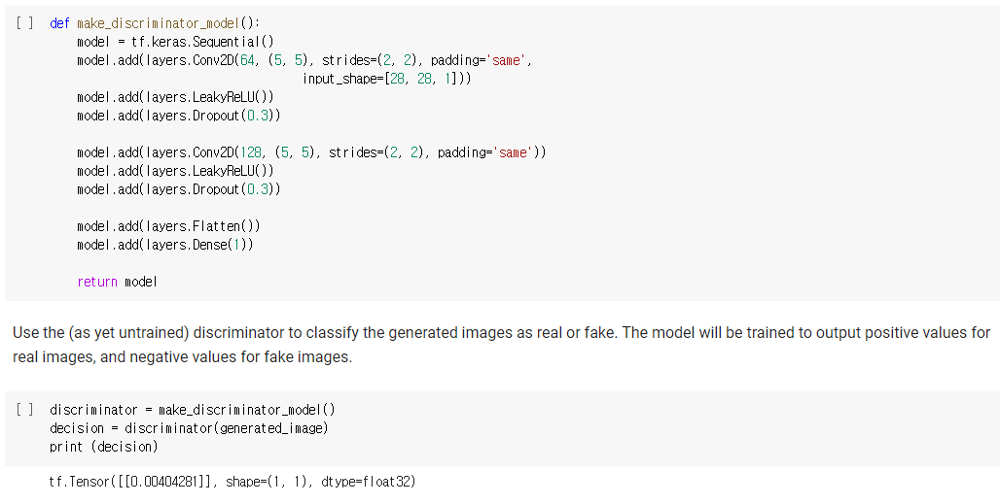 [ ] def make_discriminator_model():
model = tf.keras.Sequential()
model.add(layers.Conv2D(64, (5, 5), strides=(2, 2), padding='same',
input_shape=[28, 28, 1]))
model.add(layers.LeakyReLU())
model.add(layers.Dropout(0.3))
model.add(layers.Conv2D(128, (5, 5), strides=(2, 2), padding='same'))
model.add(layers.LeakyReLU())
model.add(layers.Dropout(0.3))
model.add(layers.Flatten())
model.add(layers.Dense(1))
return model
Use the (as yet untrained) discriminator to classify the generated images as real or fake. The model will be trained to output positive values for
real images, and negative values for fake images.
[ ] discriminator = make_discriminator_model()
decision = discriminator(generated_image)
print (decision)
tf.Tensor([[0.00404281]], shape=(1, 1), dtype=float32)